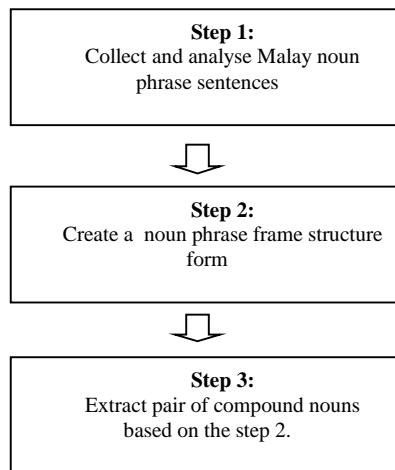 Step 1:
Collect and analyse Malay noun
phrase sentences
Step 2:
Create a noun phrase frame structure
form
Step 3:
Extract pair of compound nouns
based on the step 2.